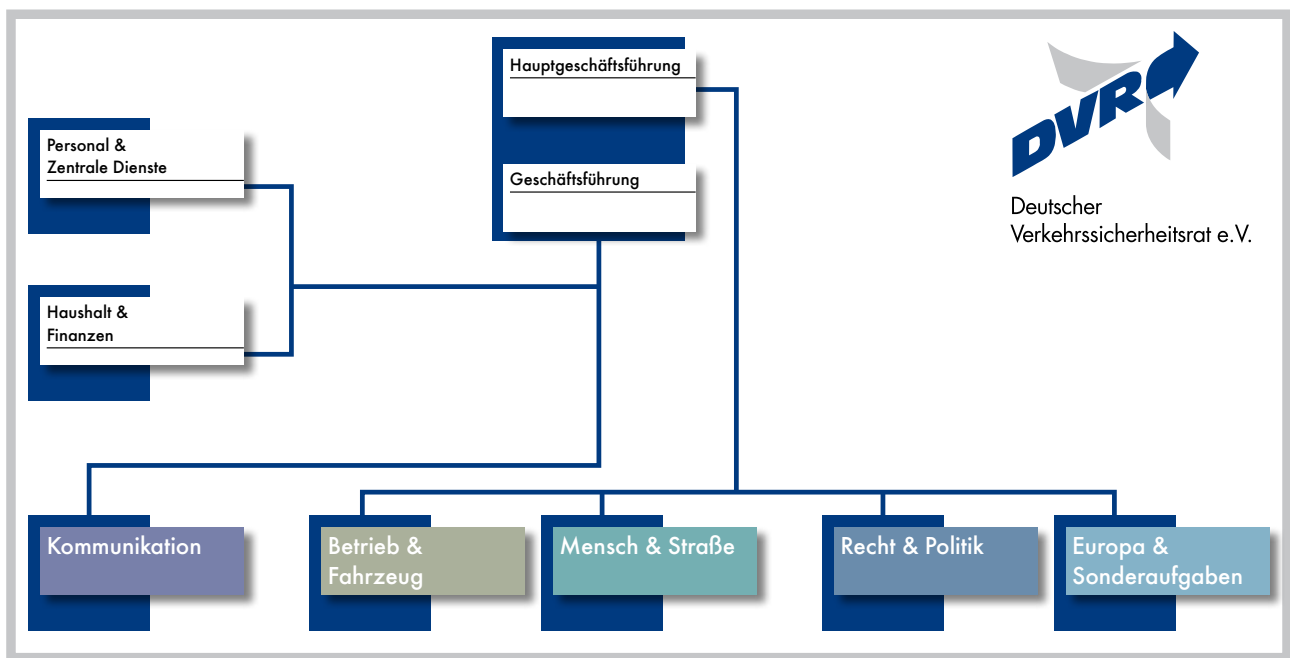 Hauptgeschäftsführung
DVR
Deutscher
Verkehrssicherheitsrat e.V.
Personal &
Zentrale Dienste
Geschäftsführung
Haushalt &
Finanzen
Kommunikation
Betrieb &
Fahrzeug
Mensch & Straße
Recht & Politik
Europa &
Sonderaufgaben